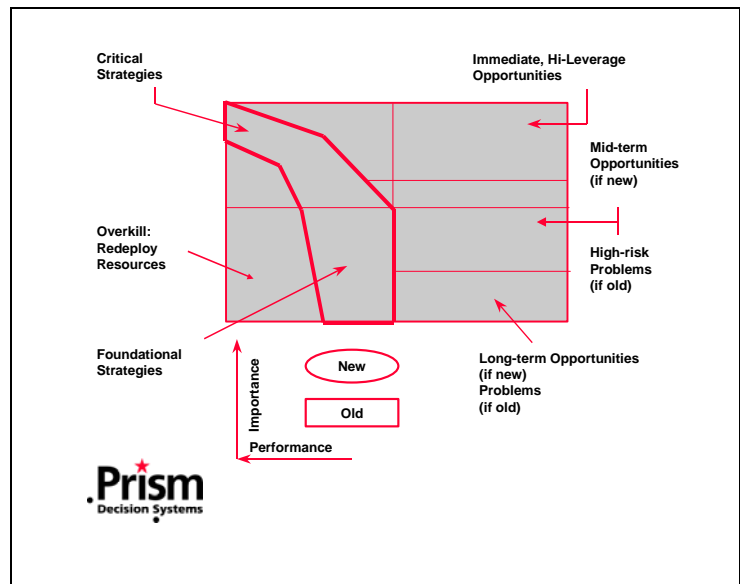 Critical
Strategies
Immediate, Hi-Leverage
Opportunities
Mid-term
Opportunities
(if new)
Overkill:
Redeploy
Resources
High-risk
Problems
(if old)
Foundational
Strategies
Long-term Opportunities
(if new)
Problems
(if old)
New
Old
Importance
Performance
Prism
Decision Systems